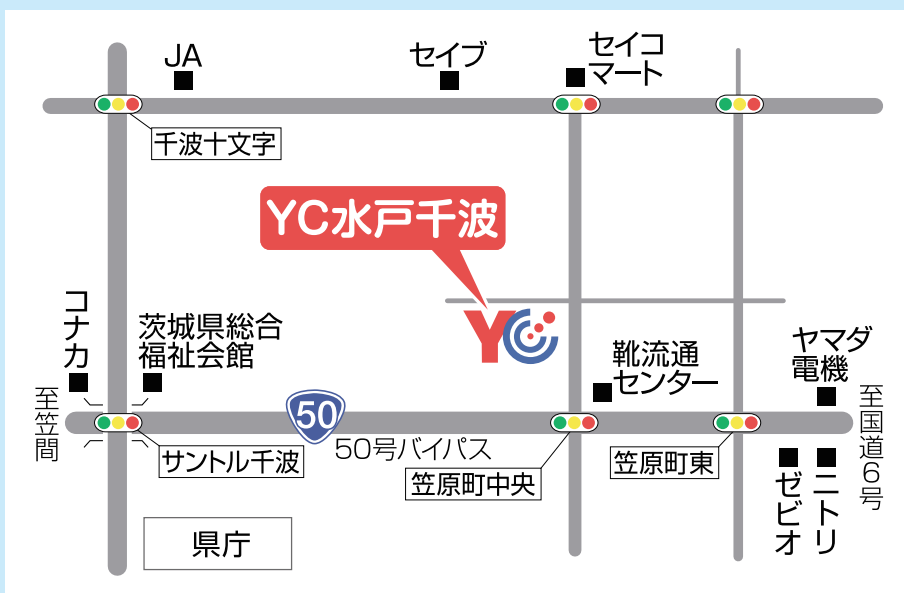 JA
セイブ
セイコ
マート
千波十文字
YC水戸千波
YC
コナカ
茨城県総合
福祉会館
靴流通
センター
ヤマダ
電機
至笠間
50
50号バイパス
至国道6号
サントル千波
笠原町中央
笠原町東
ゼビオ
ニトリ
県庁